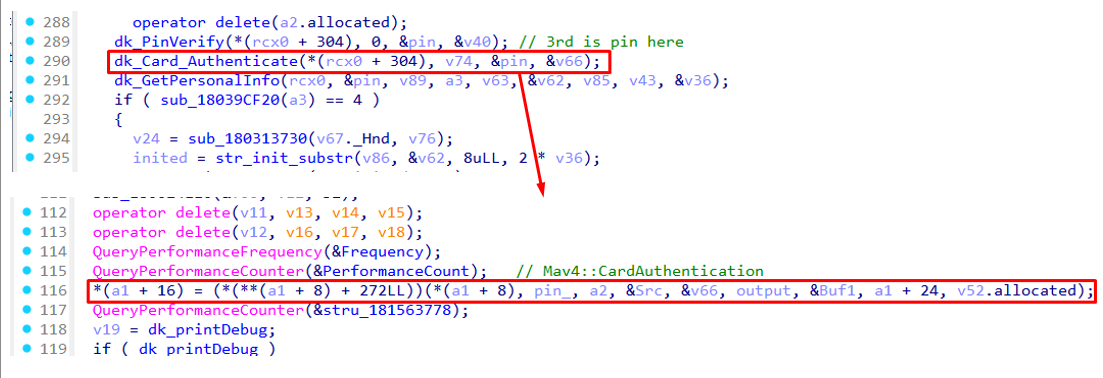 288 operator delete(a2.allocated);
289 dk_PinVerify(*(rcx0 + 304), 0, &pin, &v40); // 3rd is pin here
290 dk_Card_Authenticate(*(rcx0 + 304), v74, &pin, &v66);
291 dk_GetPersonalInfo(rcx0, &pin, v89, a3, v63, &v62, v85, v43, &v36);
292 if ( sub_18039CF20(a3) == 4 )
293 {
294 v24 = sub_180313730(v67._Hnd, v76);
295 inited = str_init_substr(v86, &v62, 8uLL, 2 * v36);
112 operator delete(v11, v13, v14, v15);
113 operator delete(v12, v16, v17, v18);
114 QueryPerformanceFrequency(&Frequency);
115 QueryPerformanceCounter(&PerformanceCount); // Mav4::CardAuthentication
116 *(a1 + 16) = (*(**(a1 + 8) + 272LL))(*(a1 + 8), pin_, a2, &Src, &v66, output, &Buf1, a1 + 24, v52.allocated);
117 QueryPerformanceCounter(&stru_181563778);
118 v19 = dk_printDebug;
119 if ( dk_printDebug )